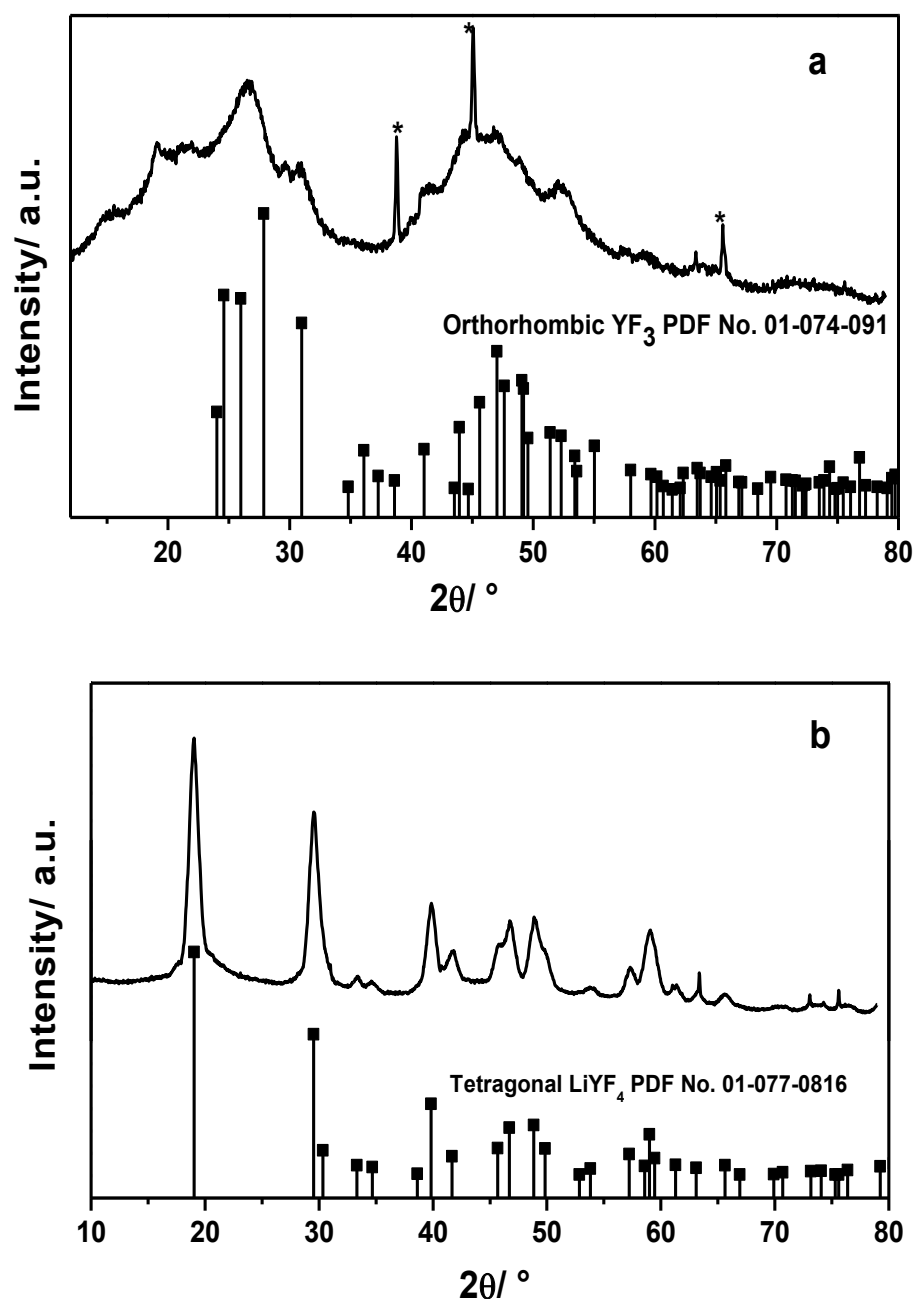 a
*
*
*
Intensity/ a.u.
Orthorhombic YF3 PDF No. 01-074-091
20 30 40 50 60 70 80
2θ/ °
b
Intensity/ a.u.
Tetragonal LiYF4 PDF No. 01-077-0816
10 20 30 40 50 60 70 80
2θ/ °